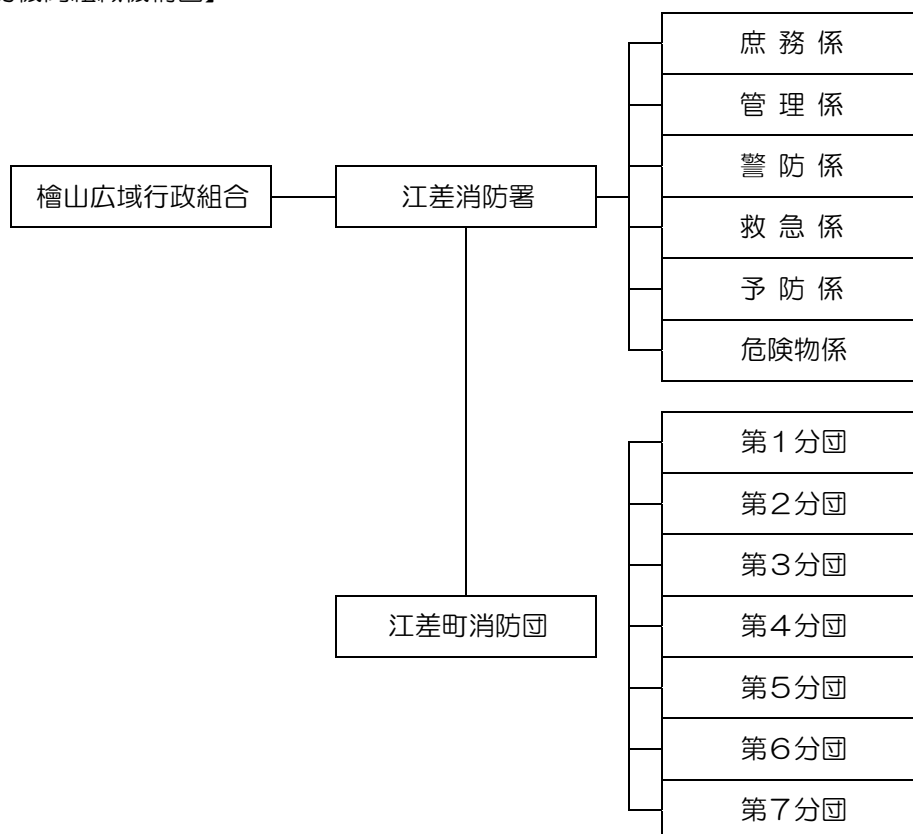 庶務係
管理係
警防係
檜山広域行政組合
江差消防署
救急係
予防係
危険物係
第1分団
第2分団
第3分団
江差町消防団
第4分団
第5分団
第6分団
第7分団